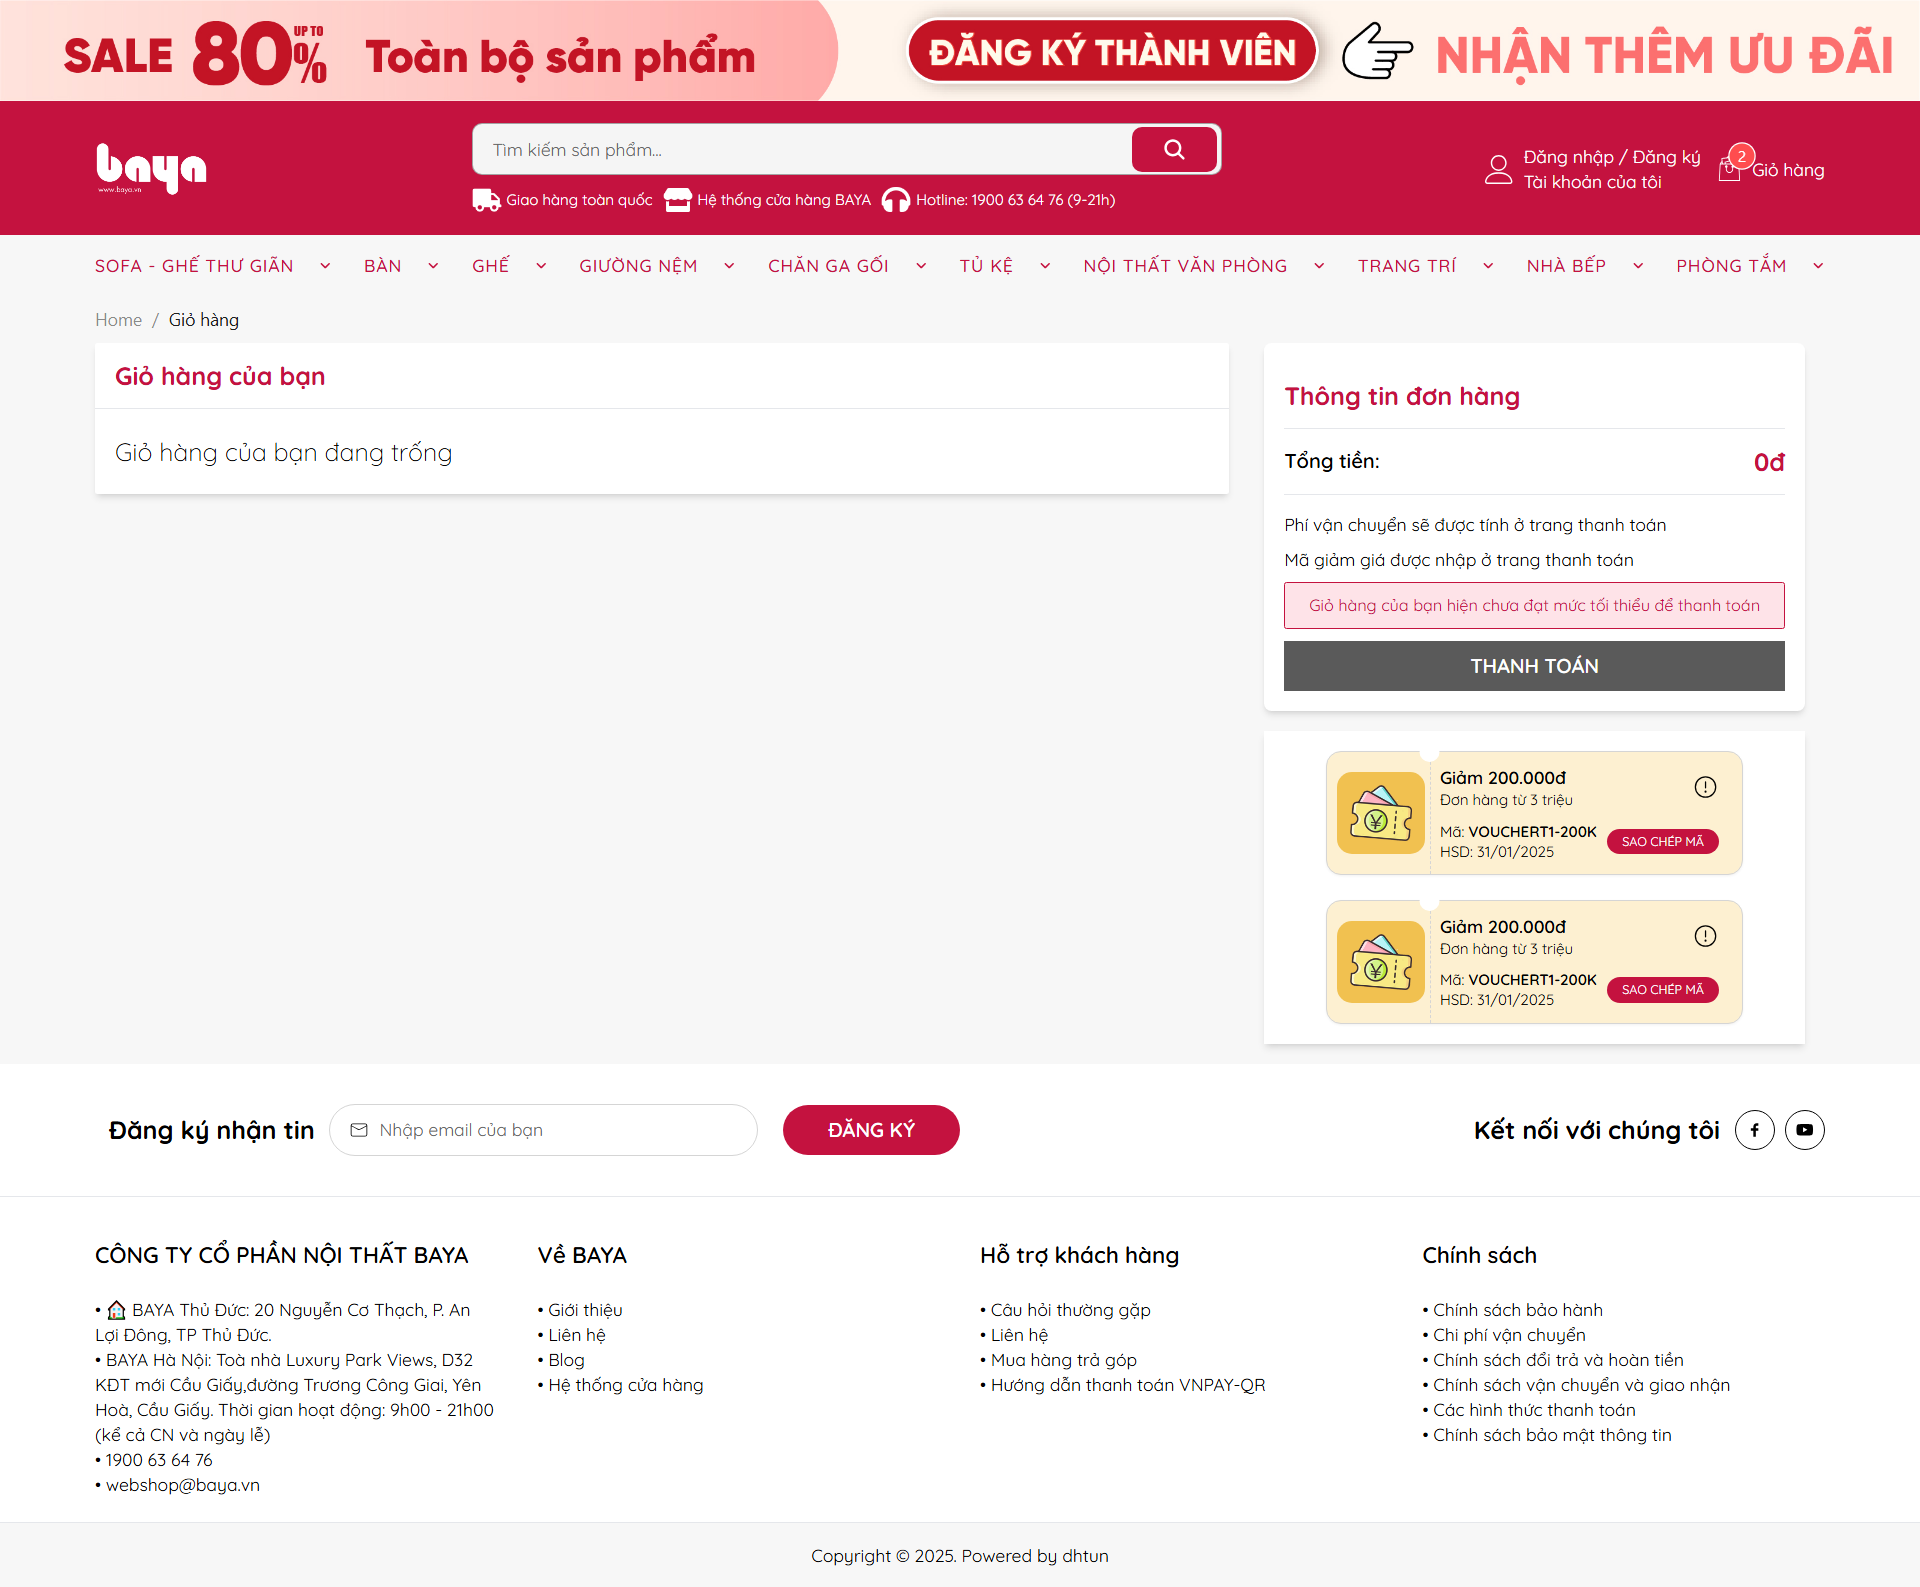 SALE 80% UP TO Toàn bộ sản phẩm ĐĂNG KÝ THÀNH VIÊN NHẬN THÊM ƯU ĐÃI
baya
www.baya.vn
Tìm kiếm sản phẩm...
Giao hàng toàn quốc Hệ thống cửa hàng BAYA Hotline: 1900 63 64 76 (9-21h)
Đăng nhập / Đăng ký
Tài khoản của tôi
2
Giỏ hàng
SOFA - GHẾ THƯ GIÃN BÀN GHẾ GIƯỜNG NỆM CHĂN GA GỐI TỦ KỆ NỘI THẤT VĂN PHÒNG TRANG TRÍ NHÀ BẾP PHÒNG TẮM
Home / Giỏ hàng
Giỏ hàng của bạn
Giỏ hàng của bạn đang trống
Thông tin đơn hàng
Tổng tiền: 0đ
Phí vận chuyển sẽ được tính ở trang thanh toán
Mã giảm giá được nhập ở trang thanh toán
Giỏ hàng của bạn hiện chưa đạt mức tối thiểu để thanh toán
THANH TOÁN
Giảm 200.000đ
Đơn hàng từ 3 triệu
Mã: VOUCHERT1-200K
HSD: 31/01/2025
SAO CHÉP MÃ
Giảm 200.000đ
Đơn hàng từ 3 triệu
Mã: VOUCHERT1-200K
HSD: 31/01/2025
SAO CHÉP MÃ
Đăng ký nhận tin Nhập email của bạn ĐĂNG KÝ Kết nối với chúng tôi
CÔNG TY CỔ PHẦN NỘI THẤT BAYA
• 🏠 BAYA Thủ Đức: 20 Nguyễn Cơ Thạch, P. An
Lợi Đông, TP Thủ Đức.
• BAYA Hà Nội: Toà nhà Luxury Park Views, D32
KĐT mới Cầu Giấy,đường Trương Công Giai, Yên
Hoà, Cầu Giấy. Thời gian hoạt động: 9h00 - 21h00
(kể cả CN và ngày lễ)
• 1900 63 64 76
• webshop@baya.vn
Về BAYA
• Giới thiệu
• Liên hệ
• Blog
• Hệ thống cửa hàng
Hỗ trợ khách hàng
• Câu hỏi thường gặp
• Liên hệ
• Mua hàng trả góp
• Hướng dẫn thanh toán VNPAY-QR
Chính sách
• Chính sách bảo hành
• Chi phí vận chuyển
• Chính sách đổi trả và hoàn tiền
• Chính sách vận chuyển và giao nhận
• Các hình thức thanh toán
• Chính sách bảo mật thông tin
Copyright © 2025. Powered by dhtun